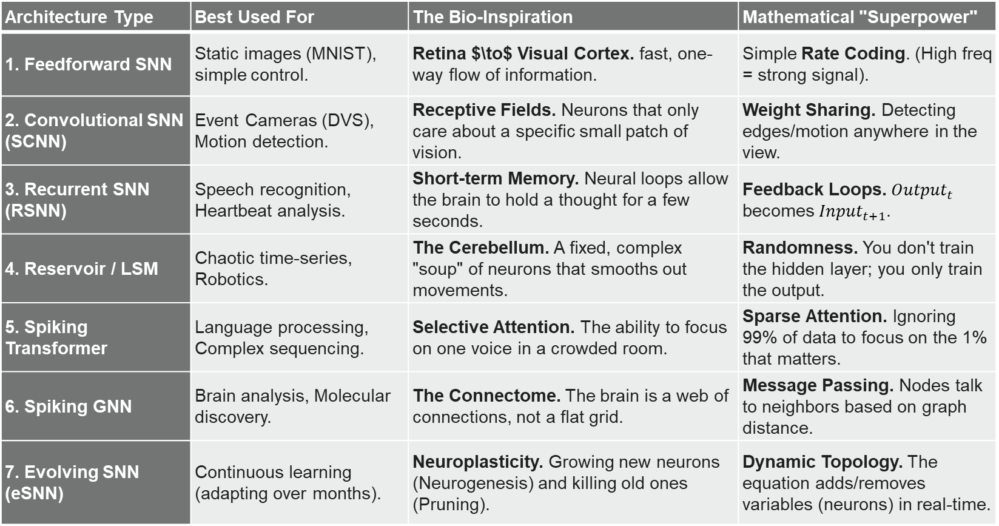 Architecture Type
Best Used For
The Bio-Inspiration
Mathematical "Superpower"
1. Feedforward SNN
Static images (MNIST),
simple control.
Retina $\to$ Visual Cortex. fast, one-
way flow of information.
Simple Rate Coding. (High freq
= strong signal).
2. Convolutional SNN
(SCNN)
Event Cameras (DVS),
Motion detection.
Receptive Fields. Neurons that only
care about a specific small patch of
vision.
Weight Sharing. Detecting
edges/motion anywhere in the
view.
3. Recurrent SNN
(RSNN)
Speech recognition,
Heartbeat analysis.
Short-term Memory. Neural loops allow
the brain to hold a thought for a few
seconds.
Feedback Loops. Output_t
becomes Input_{t+1}.
4. Reservoir / LSM
Chaotic time-series,
Robotics.
The Cerebellum. A fixed, complex
"soup" of neurons that smooths out
movements.
Randomness. You don't train
the hidden layer; you only train
the output.
5. Spiking
Transformer
Language processing,
Complex sequencing.
Selective Attention. The ability to focus
on one voice in a crowded room.
Sparse Attention. Ignoring
99% of data to focus on the 1%
that matters.
6. Spiking GNN
Brain analysis, Molecular
discovery.
The Connectome. The brain is a web of
connections, not a flat grid.
Message Passing. Nodes talk
to neighbors based on graph
distance.
7. Evolving SNN
(eSNN)
Continuous learning
(adapting over months).
Neuroplasticity. Growing new neurons
(Neurogenesis) and killing old ones
(Pruning).
Dynamic Topology. The
equation adds/removes
variables (neurons) in real-time.